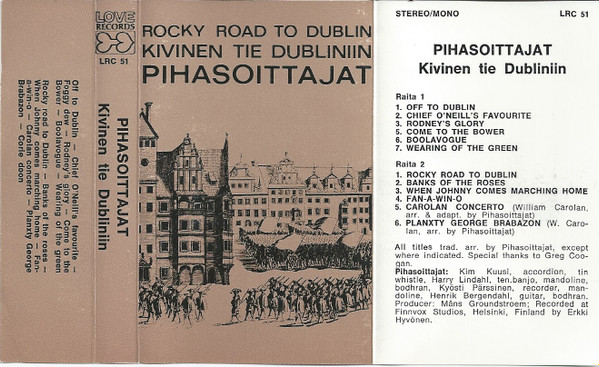 Off to Dublin — Chief O'Neill's favourite —
Foggy dew — Rodney's glory — Come to the
Bower — Boolavogue — Wearing of the green
Rocky road to Dublin — Banks of the roses —
When Johny comes marching home — Fan-
a-win-o — Carolan concerto — Planxty George
Brabazon — Corie doon
LOVE
RECORDS
LRC 51
PIHASOITTAJAT
Kivinen tie Dubliniin
ROCKY ROAD TO DUBLIN
KIVINEN TIE DUBLINIIN
PIHASOITTAJAT
STEREO/MONO LRC 51
PIHASOITTAJAT
Kivinen tie Dubliniin
Raita 1
1. OFF TO DUBLIN
2. CHIEF O'NEILL'S FAVOURITE
3. RODNEY'S GLORY
5. COME TO THE BOWER
6. BOOLAVOGUE
7. WEARING OF THE GREEN
Raita 2
1. ROCKY ROAD TO DUBLIN
2. BANKS OF THE ROSES
3. WHEN JOHNY COMES MARCHING HOME
4. FAN-A-WIN-O
5. CAROLAN CONCERTO (William Carolan,
arr. & adapt. by Pihasoittajat)
6. PLANXTY GEORGE BRABAZON (W. Caro-
lan, arr. by Pihasoittajat)
All titles trad. arr. by Pihasoittajat, except
where indicated. Special thanks to Greg Coo-
gan.
Pihasoittajat: Kim Kuusi, accordion, tin
whistle, Harry Lindahl, ten.banjo, mandoline,
bodhran, Kyösti Pärssinen, recorder, man-
doline, Henrik Bergendahl, guitar, bodhran.
Producer: Måns Groundstroem; Recorded at
Finnvox Studios, Helsinki, Finland by Erkki
Hyvönen.